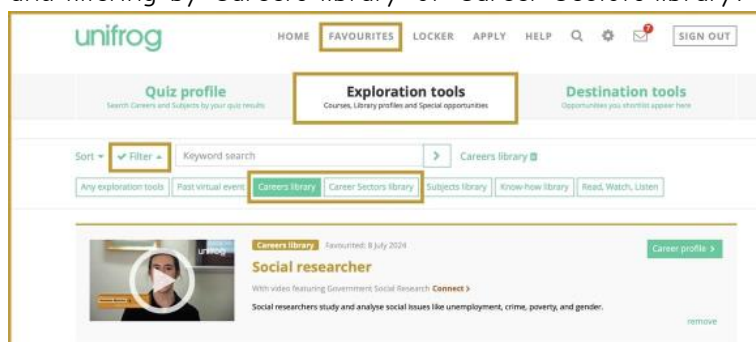 and filtering by Careers library or Career Sectors library.
unifrog HOME FAVOURITES LOCKER APPLY HELP 7 SIGN OUT
Quiz profile Exploration tools Destination tools
Search Careers and Subjects by your quiz results Courses, Library profiles and Special opportunities Opportunities you shortlist appear here
Sort Filter Keyword search Careers library
Any exploration tools Past virtual event Careers library Career Sectors library Subjects library Know-how library Read, Watch, Listen
Careers library Favourited: 8 July 2024 Career profile >
unifrog
Social researcher
With video featuring Government Social Research Connect >
Social researchers study and analyse social issues like unemployment, crime, poverty, and gender.
remove